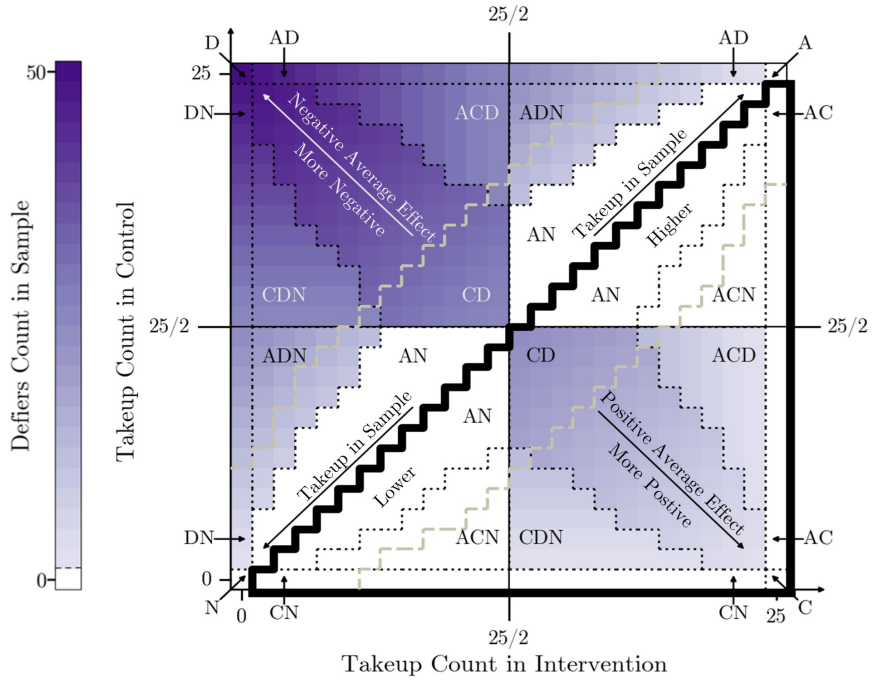 25/2
D
AD
AD
A
50
25
DN
ACD
ADN
AC
Negative Average Effect
More Negative
Takeup in Sample
Higher
AN
AN
CDN
CD
ACN
25/2
25/2
ADN
AN
CD
ACD
AN
Takeup in Sample
Lower
Positive Average Effect
More Postive
DN
ACN
CDN
AC
0
0
N
CN
CN
C
0
25
25/2
Takeup Count in Intervention
Defiers Count in Sample
Takeup Count in Control